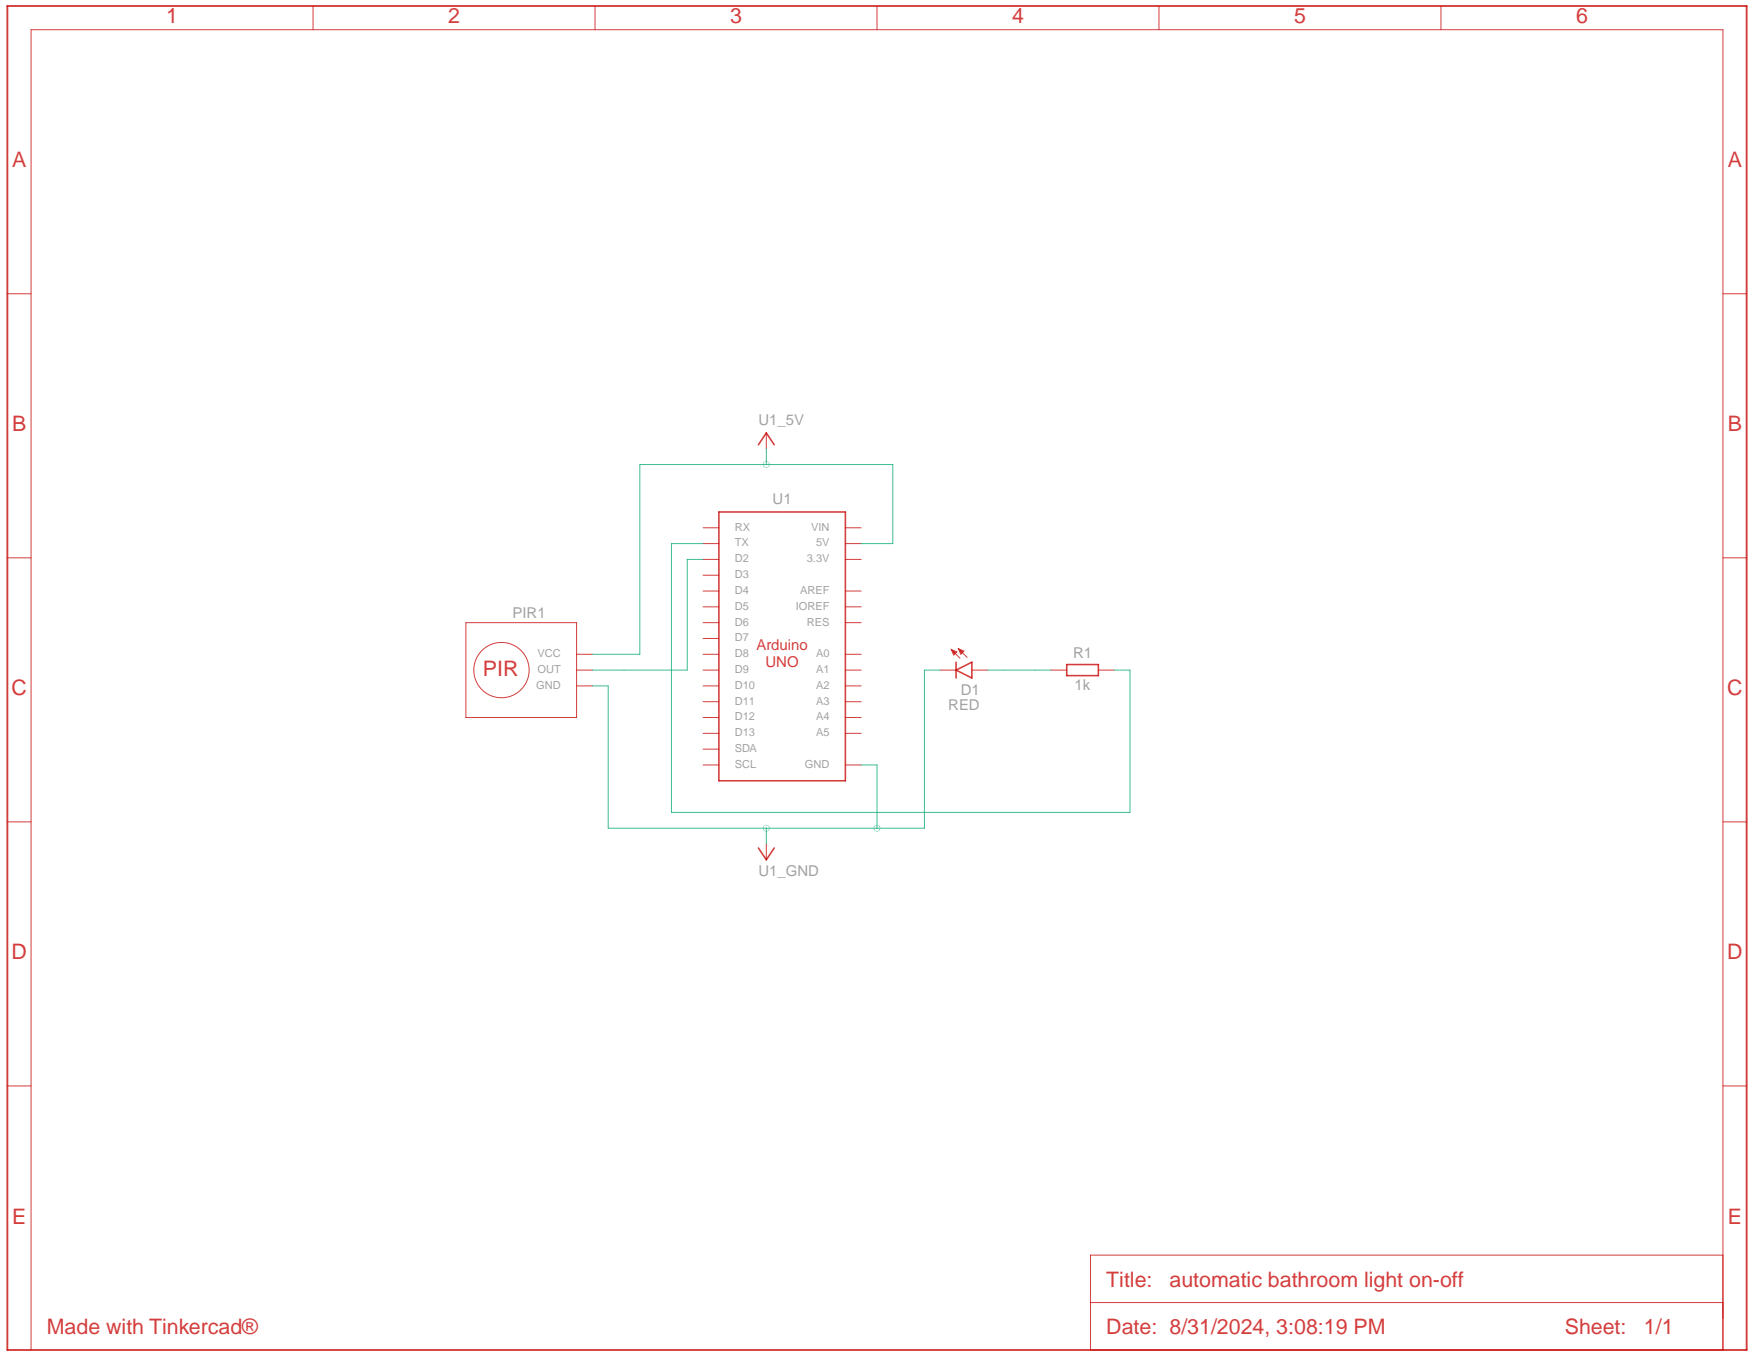 1 2 3 4 5 6
A A
B B
U1_5V
U1
RX VIN
TX 5V
D2 3.3V
D3
D4 AREF
D5 IOREF
D6 RES
D7
D8 A0
D9 A1
D10 A2
D11 A3
D12 A4
D13 A5
SDA
SCL GND
Arduino
UNO
PIR1
PIR
VCC
OUT
GND
D1
RED
R1
1k
C C
U1_GND
D D
E E
Title: automatic bathroom light on-off
Made with Tinkercad®
Date: 8/31/2024, 3:08:19 PM Sheet: 1/1